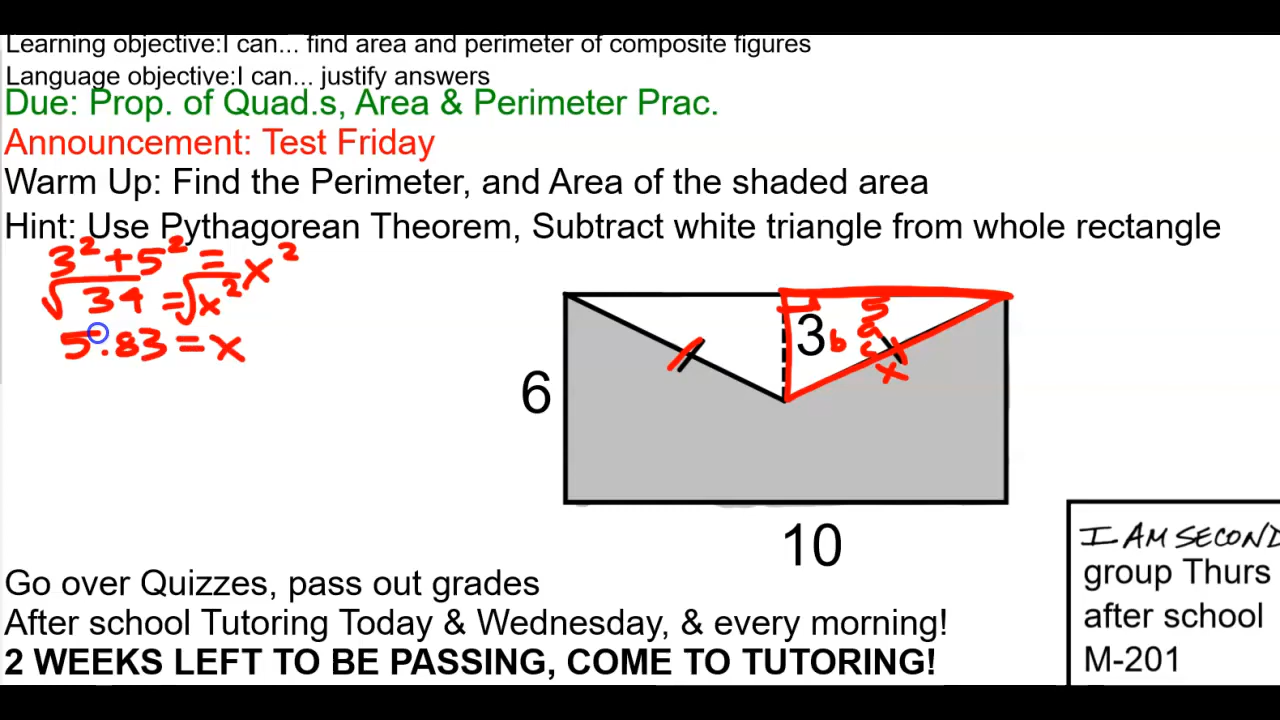 Learning objective:I can... find area and perimeter of composite figures
Language objective:I can... justify answers
Due: Prop. of Quad.s, Area & Perimeter Prac.
Announcement: Test Friday
Warm Up: Find the Perimeter, and Area of the shaded area
Hint: Use Pythagorean Theorem, Subtract white triangle from whole rectangle
3² + 5² = x²
√34 = √x²
5.83 = x
5
3 b a
c
x
6
10
I AM SECOND
group Thurs
after school
M-201
Go over Quizzes, pass out grades
After school Tutoring Today & Wednesday, & every morning!
2 WEEKS LEFT TO BE PASSING, COME TO TUTORING!